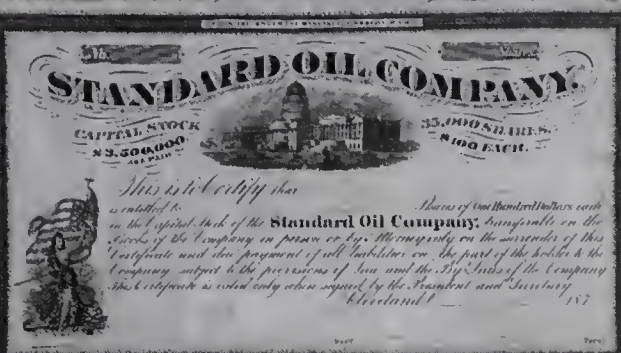 No.
Shares
STANDARD OIL COMPANY.
CAPITAL STOCK
$3,500,000.
35,000 SHARES.
$100 EACH.
This is to Certify that
is entitled to Shares of One Hundred Dollars each
in the Capital Stock of the Standard Oil Company, transferable on the
Books of the Company in person or by Attorney only on the surrender of this
Certificate and the payment of all liabilities on the part of the holder to the
Company subject to the provisions of Law and the By Laws of the Company
This Certificate is valid only when signed by the President and Secretary
Cleveland 187